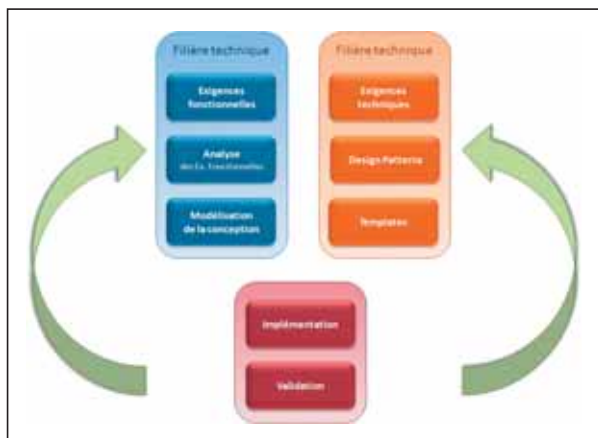 Filière technique
Exigences
fonctionnelles
Analyse
des Ex. Fonctionnelles
Modélisation
de la conception
Filière technique
Exigences
techniques
Design Patterns
Templates
Implémentation
Validation